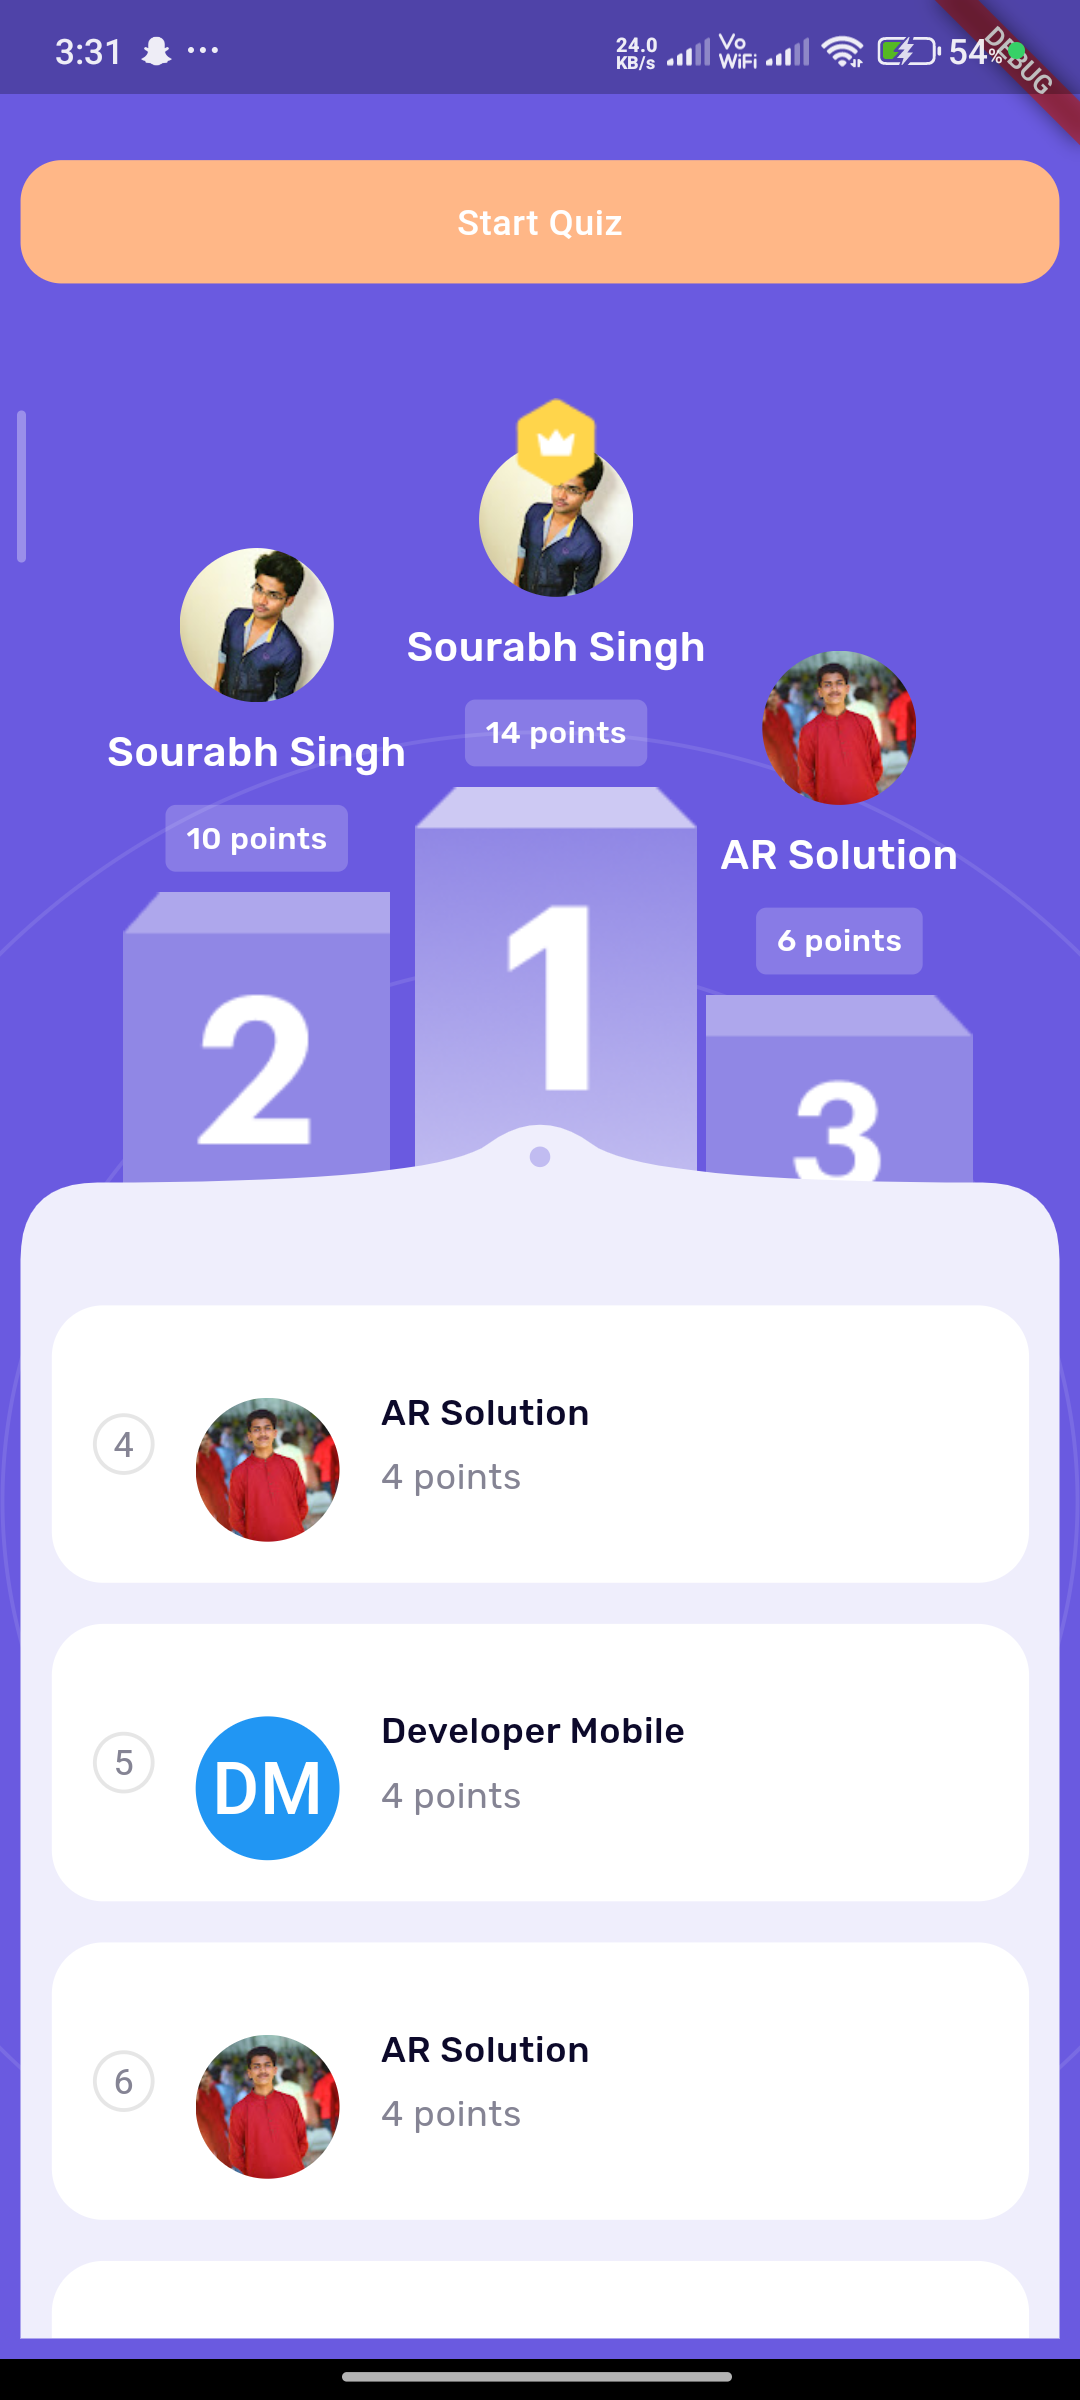 3:31 ... 24.0 KB/s Vo WiFi 54%
DEBUG
Start Quiz
Sourabh Singh
14 points
Sourabh Singh
10 points
AR Solution
6 points
1
2
3
4
AR Solution
4 points
5
DM
Developer Mobile
4 points
6
AR Solution
4 points